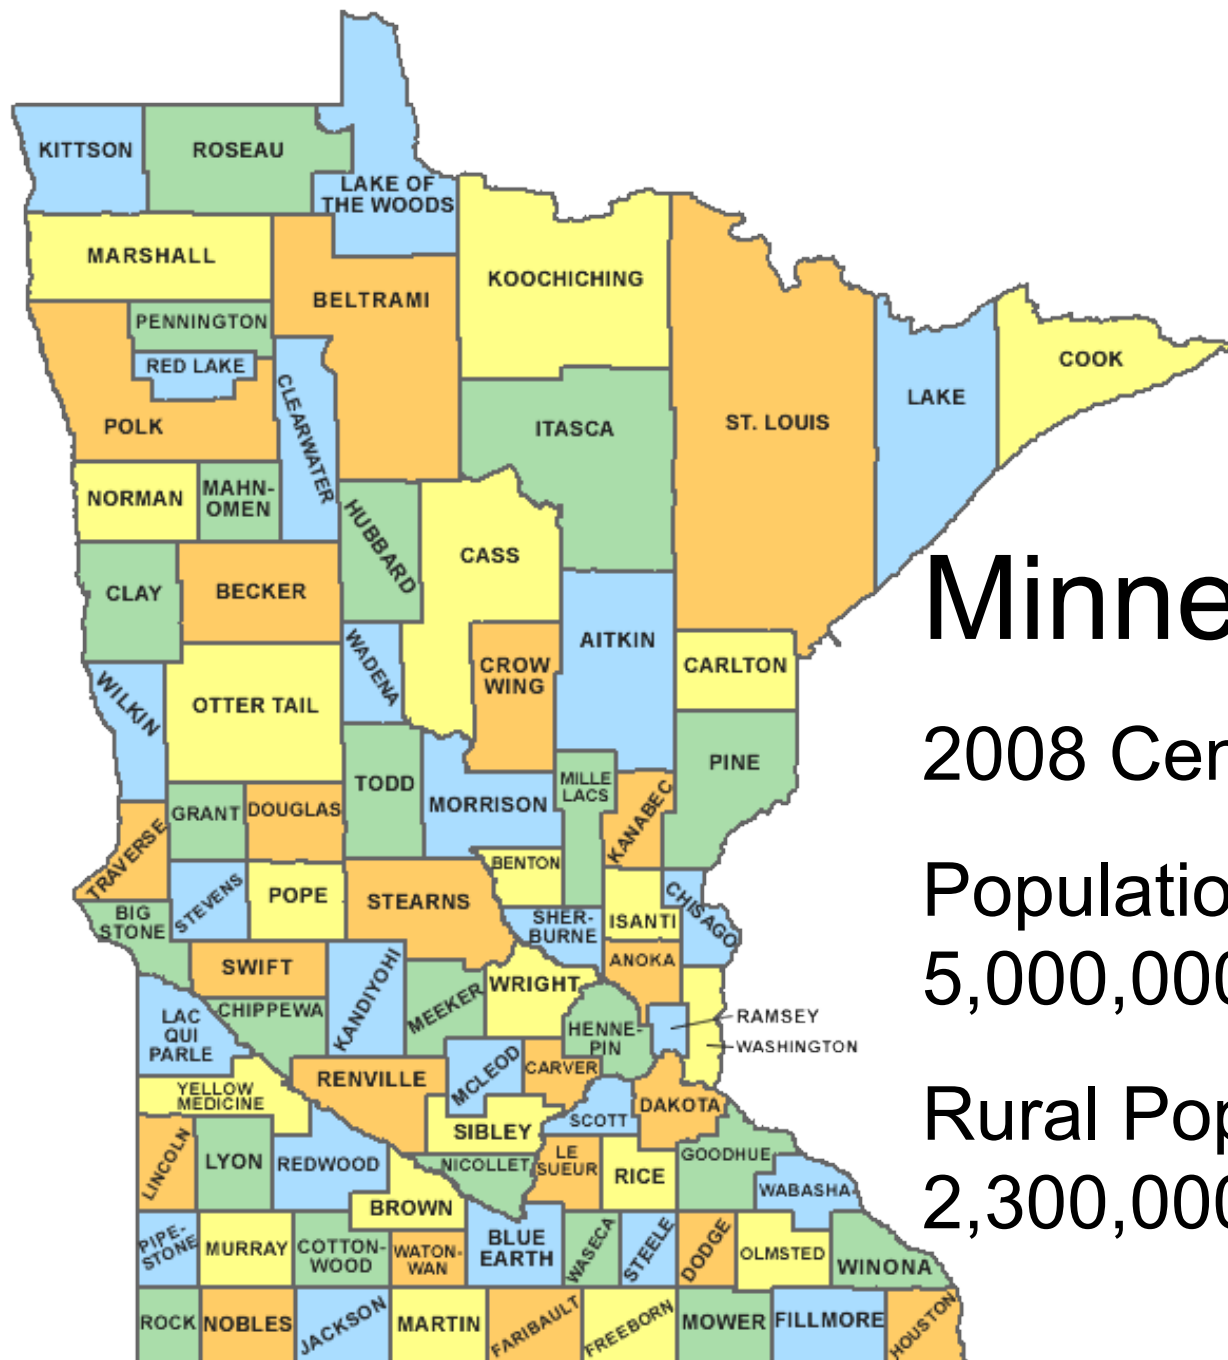 KITTSON
ROSEAU
LAKE OF
THE WOODS
MARSHALL
BELTRAMI
KOOCHICHING
PENNINGTON
RED LAKE
CLEARWATER
POLK
ITASCA
ST. LOUIS
LAKE
COOK
NORMAN
MAHN-
OMEN
HUBBARD
CASS
CLAY
BECKER
Minne
AITKIN
WADENA
CROW
WING
CARLTON
WILKIN
OTTER TAIL
2008 Cen
PINE
TODD
MORRISON
MILLE
LACS
KANABEC
GRANT
DOUGLAS
TRAVERSE
BENTON
Populatio
5,000,000
STEVENS
POPE
STEARNS
CHISAGO
BIG
STONE
SHER-
BURNE
ISANTI
SWIFT
ANOKA
KANDIYOHI
MEEKER
WRIGHT
CHIPPEWA
LAC
QUI
PARLE
HENNE-
PIN
RAMSEY
WASHINGTON
RENVILLE
MCLEOD
CARVER
YELLOW
MEDICINE
SCOTT
DAKOTA
Rural Pop
2,300,000
SIBLEY
LINCOLN
LYON
REDWOOD
NICOLLET
LE
SUEUR
RICE
GOODHUE
WABASHA
BROWN
PIPE-
STONE
MURRAY
COTTON-
WOOD
WATON-
WAN
BLUE
EARTH
WASECA
STEELE
DODGE
OLMSTED
WINONA
ROCK
NOBLES
JACKSON
MARTIN
FARIBAULT
FREEBORN
MOWER
FILLMORE
HOUSTON